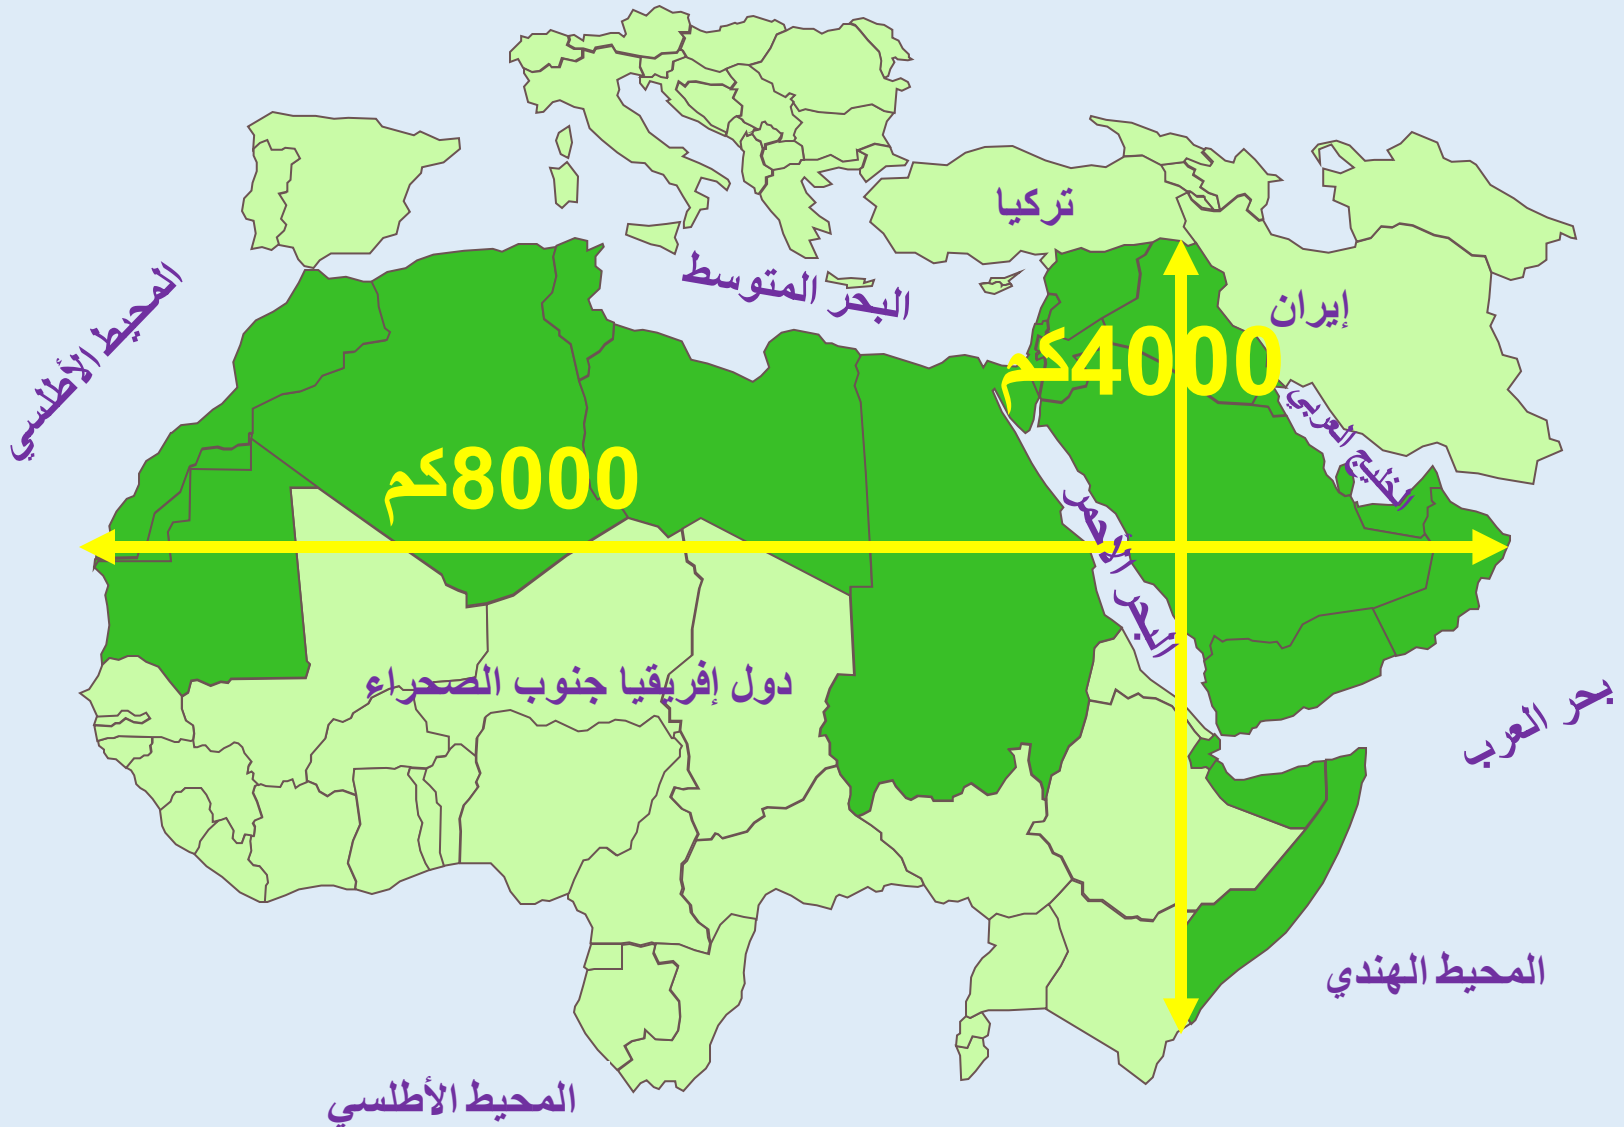 تركيا
المحيط الأطلسي
البحر المتوسط
إيران
4000كم
الخليج العربي
8000كم
البحر الأحمر
دول إفريقيا جنوب الصحراء
بحر العرب
المحيط الهندي
المحيط الأطلسي